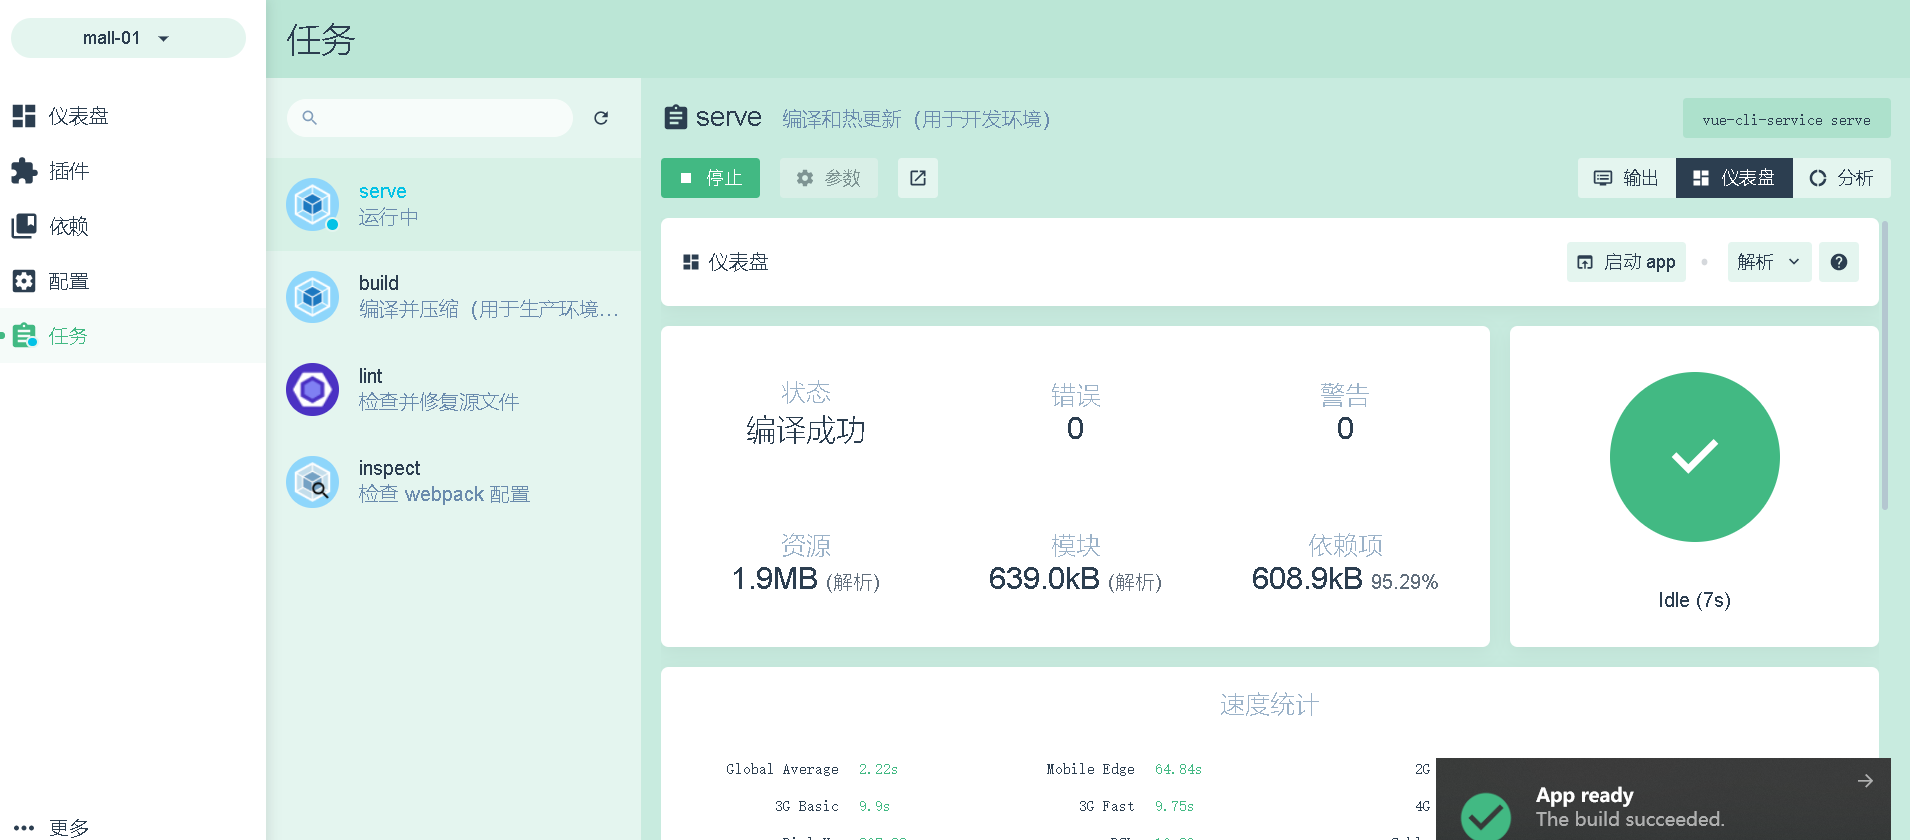 mall-01
仪表盘
插件
依赖
配置
任务
更多
任务
serve
运行中
build
编译并压缩（用于生产环境…
lint
检查并修复源文件
inspect
检查 webpack 配置
serve 编译和热更新（用于开发环境）
vue-cli-service serve
停止 参数
输出 仪表盘 分析
仪表盘
启动 app 解析
状态 错误 警告
编译成功 0 0
资源 模块 依赖项
1.9MB (解析) 639.0kB (解析) 608.9kB 95.29%
Idle (7s)
速度统计
Global Average 2.22s Mobile Edge 64.84s 2G
3G Basic 9.9s 3G Fast 9.75s 4G
App ready
The build succeeded.